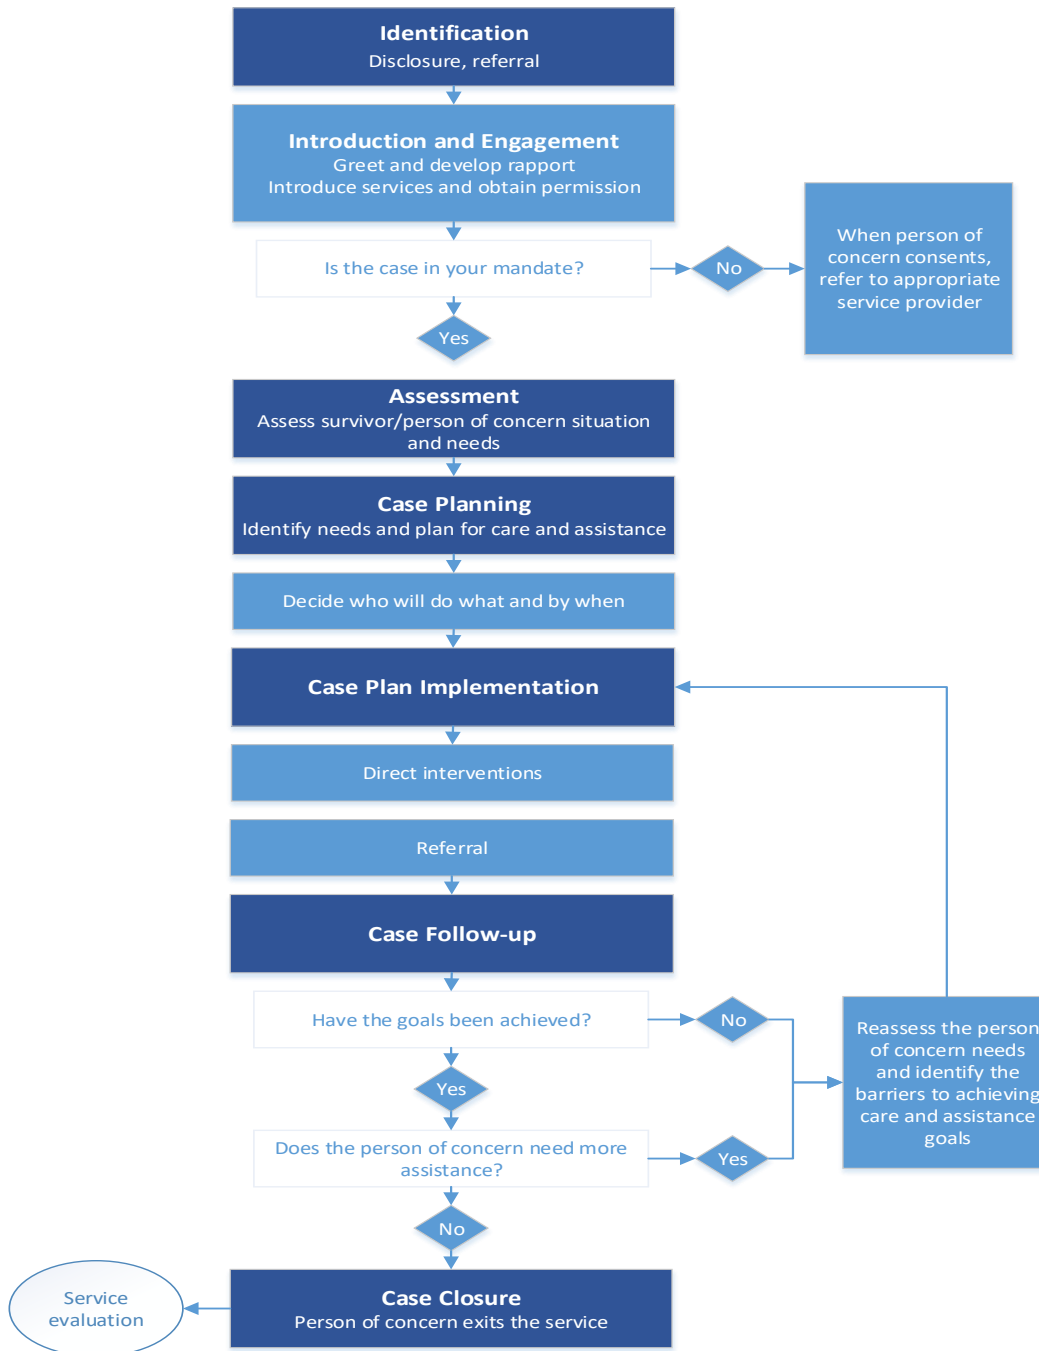 Identification
Disclosure, referral
Introduction and Engagement
Greet and develop rapport
Introduce services and obtain permission
Is the case in your mandate?
No
When person of
concern consents,
refer to appropriate
service provider
Yes
Assessment
Assess survivor/person of concern situation
and needs
Case Planning
Identify needs and plan for care and assistance
Decide who will do what and by when
Case Plan Implementation
Direct interventions
Referral
Case Follow-up
Have the goals been achieved?
No
Reassess the person
of concern needs
and identify the
barriers to achieving
care and assistance
goals
Yes
Does the person of concern need more
assistance?
Yes
No
Case Closure
Person of concern exits the service
Service
evaluation